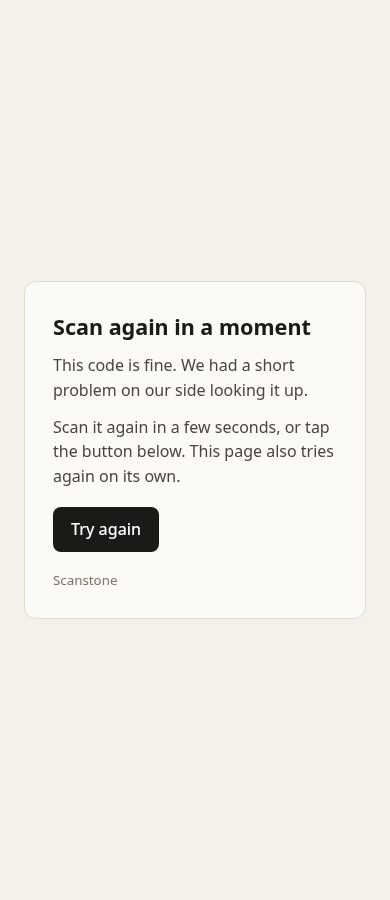 Scan again in a moment
This code is fine. We had a short
problem on our side looking it up.
Scan it again in a few seconds, or tap
the button below. This page also tries
again on its own.
Try again
Scanstone